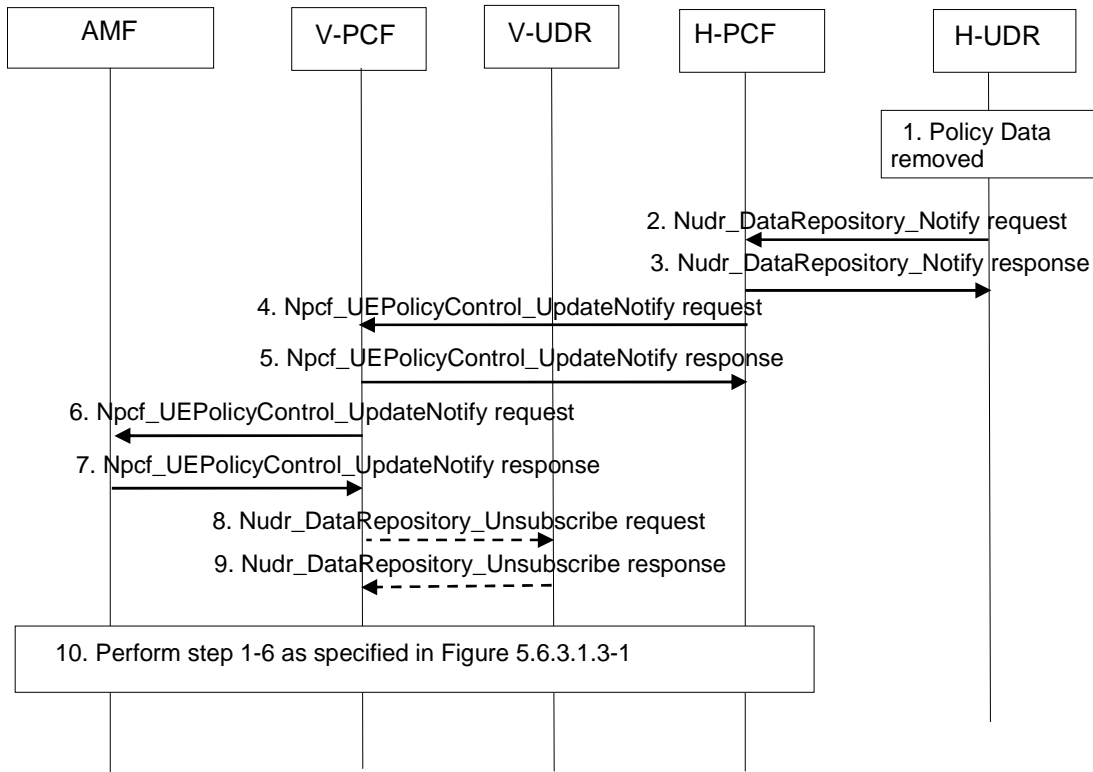 AMF
V-PCF
V-UDR
H-PCF
H-UDR
1. Policy Data
removed
2. Nudr_DataRepository_Notify request
3. Nudr_DataRepository_Notify response
4. Npcf_UEPolicyControl_UpdateNotify request
5. Npcf_UEPolicyControl_UpdateNotify response
6. Npcf_UEPolicyControl_UpdateNotify request
7. Npcf_UEPolicyControl_UpdateNotify response
8. Nudr_DataRepository_Unsubscribe request
9. Nudr_DataRepository_Unsubscribe response
10. Perform step 1-6 as specified in Figure 5.6.3.1.3-1